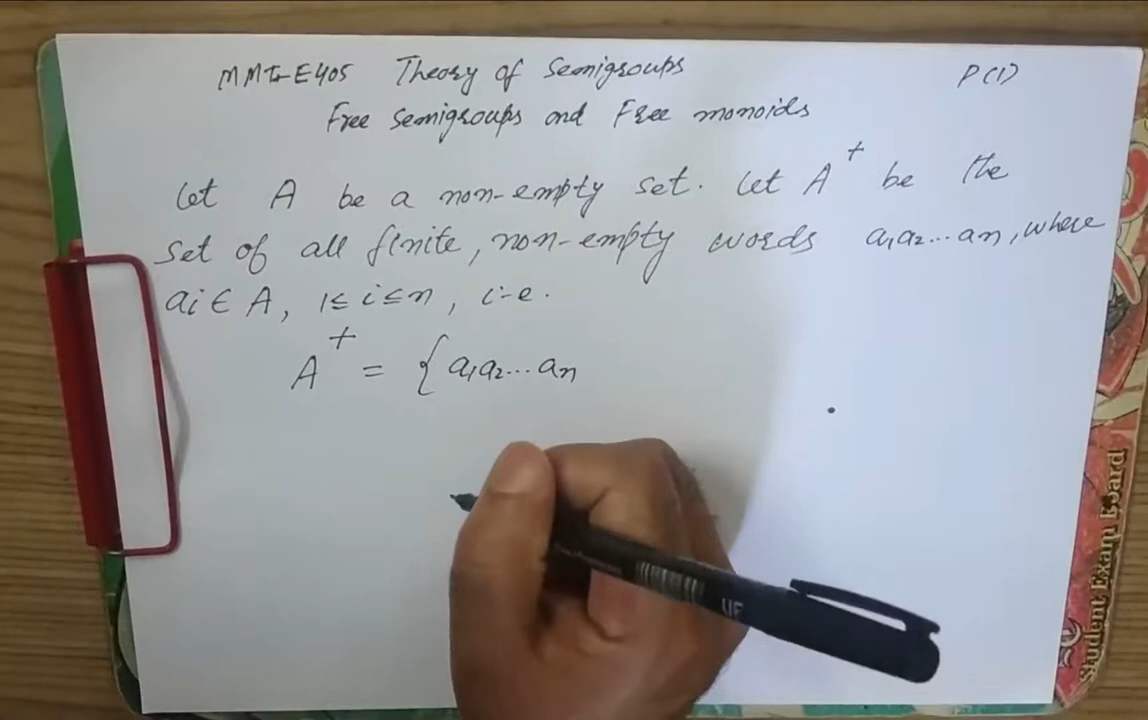 MMT-E405 Theory of Semigroups P(1)
Free semigroups and Free monoids
Let A be a non-empty set. Let A⁺ be the
set of all finite, non-empty words a₁a₂...an, where
ai ∈ A, 1≤i≤n, i-e.
A⁺ = {a₁a₂...an
UF
Student Exam Board